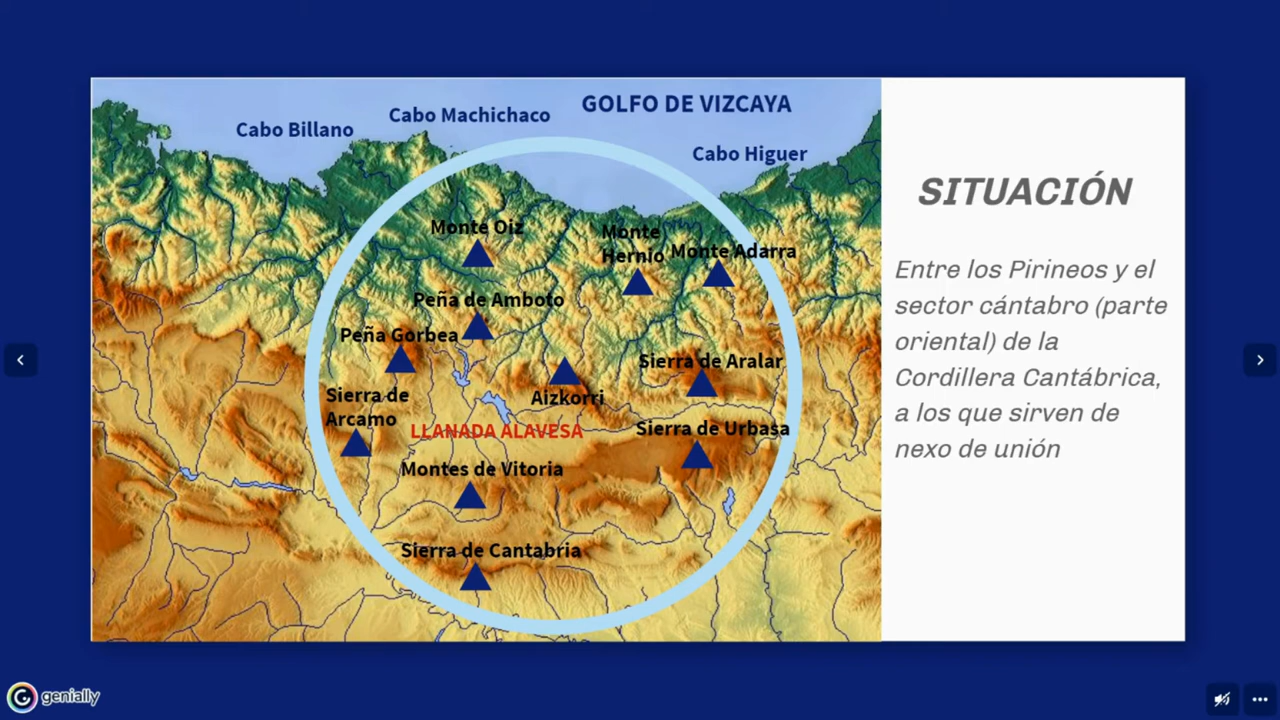 GOLFO DE VIZCAYA
Cabo Machichaco
Cabo Billano
Cabo Higuer
Monte Oiz
Monte
Hernio
Monte Adarra
Peña de Amboto
Peña Gorbea
Sierra de Aralar
Sierra de
Arcamo
Aizkorri
LLANADA ALAVESA
Sierra de Urbasa
Montes de Vitoria
Sierra de Cantabria
SITUACIÓN
Entre los Pirineos y el
sector cántabro (parte
oriental) de la
Cordillera Cantábrica,
a los que sirven de
nexo de unión
genially